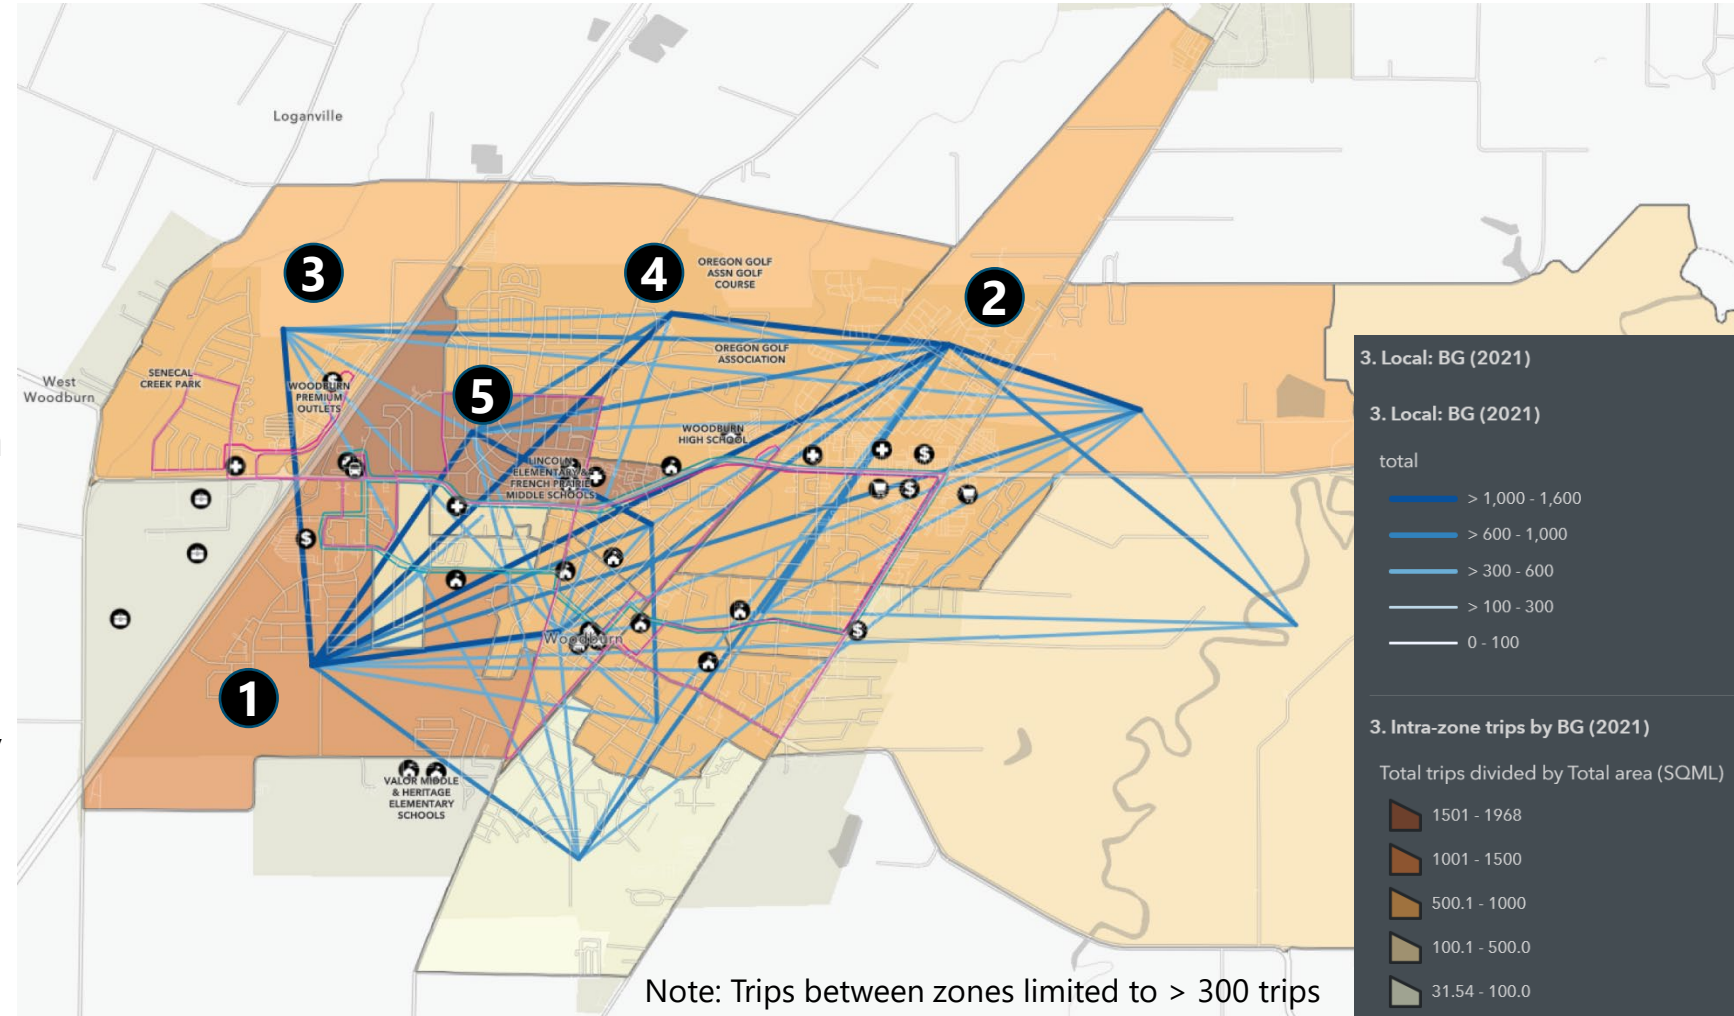 Loganville
3
4
OREGON GOLF
ASSN GOLF
COURSE
2
OREGON GOLF
ASSOCIATION
SENECAL
CREEK PARK
West
Woodburn
WOODBURN
PREMIUM
OUTLETS
5
WOODBURN
HIGH SCHOOL
LINCOLN
ELEMENTARY &
FRENCH PRAIRIE
MIDDLE SCHOOLS
Woodburn
1
VALOR MIDDLE
& HERITAGE
ELEMENTARY
SCHOOLS
Note: Trips between zones limited to > 300 trips
3. Local: BG (2021)
3. Local: BG (2021)
total
> 1,000 - 1,600
> 600 - 1,000
> 300 - 600
> 100 - 300
0 - 100
3. Intra-zone trips by BG (2021)
Total trips divided by Total area (SQML)
1501 - 1968
1001 - 1500
500.1 - 1000
100.1 - 500.0
31.54 - 100.0